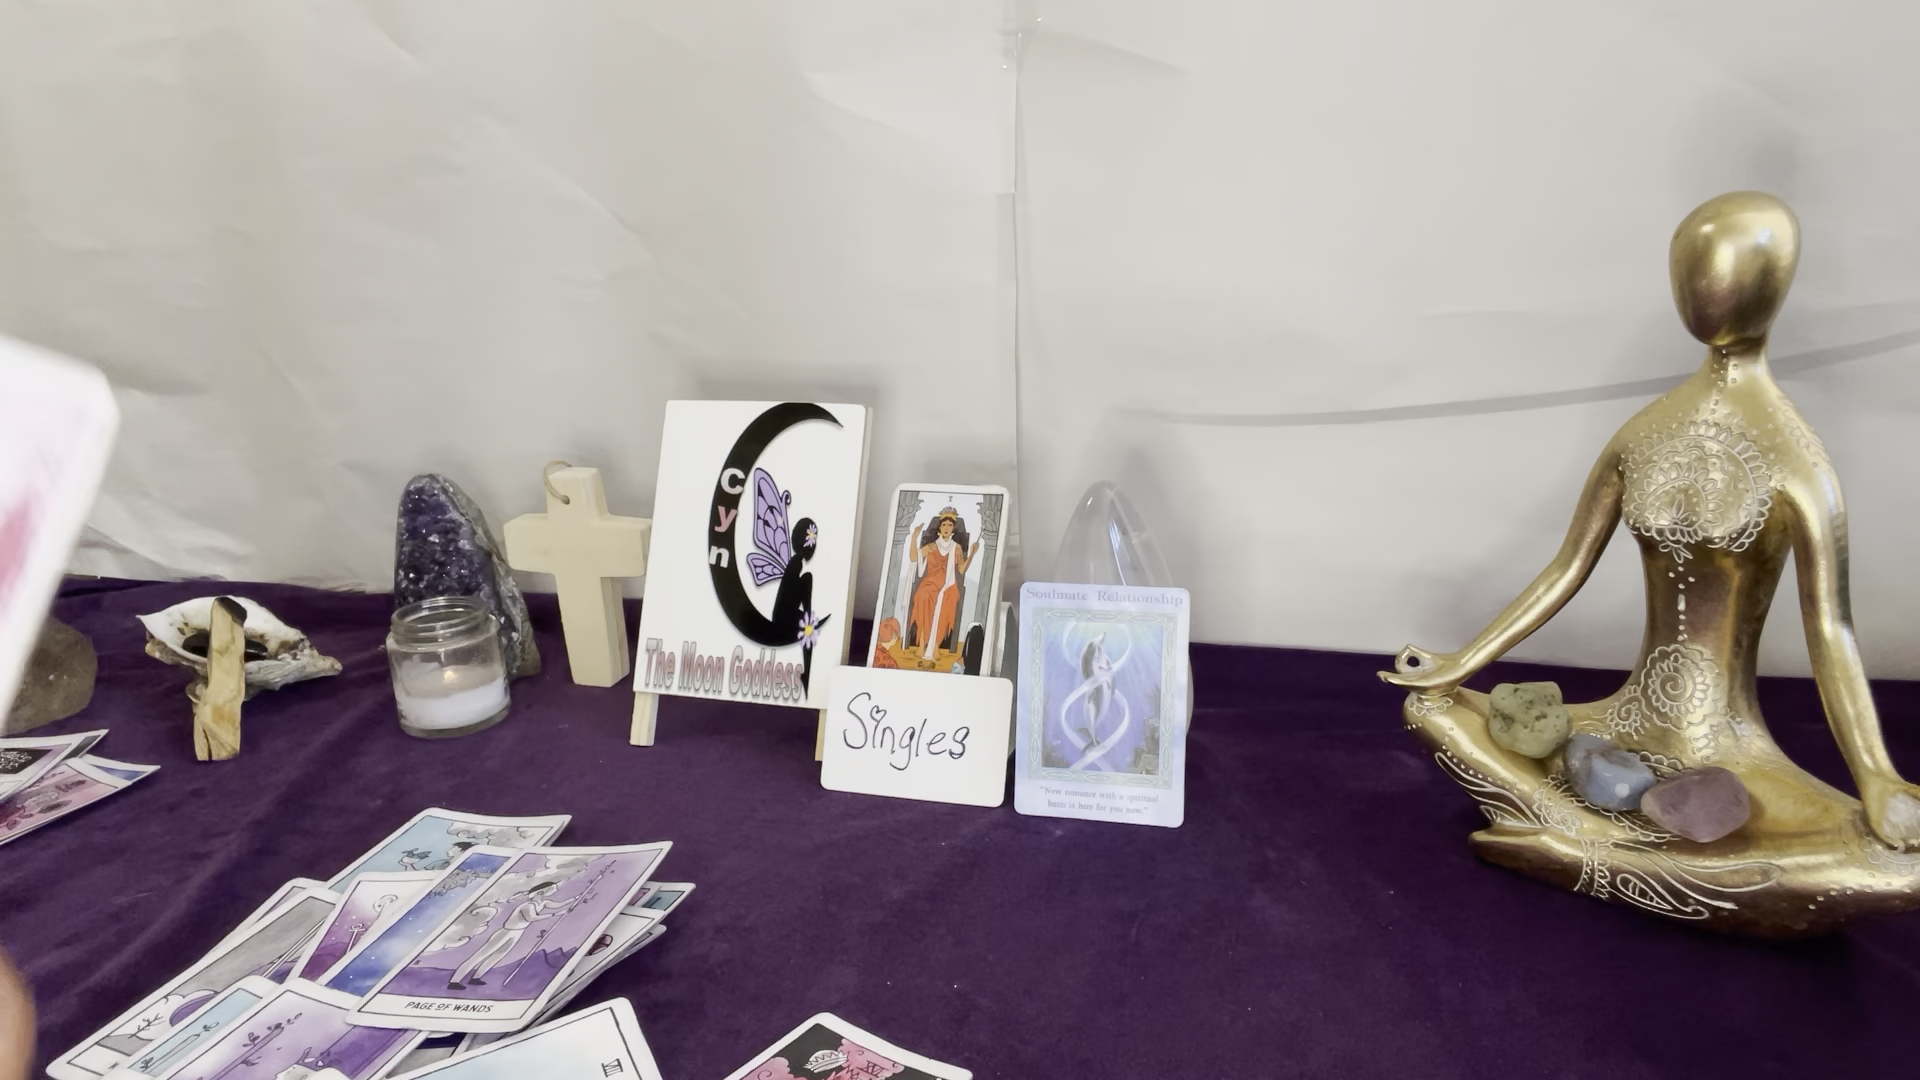 Cyn
The Moon Goddess
Singles
Soulmate Relationship
"New romance with a spiritual
basis is here for you now."
PAGE OF WANDS